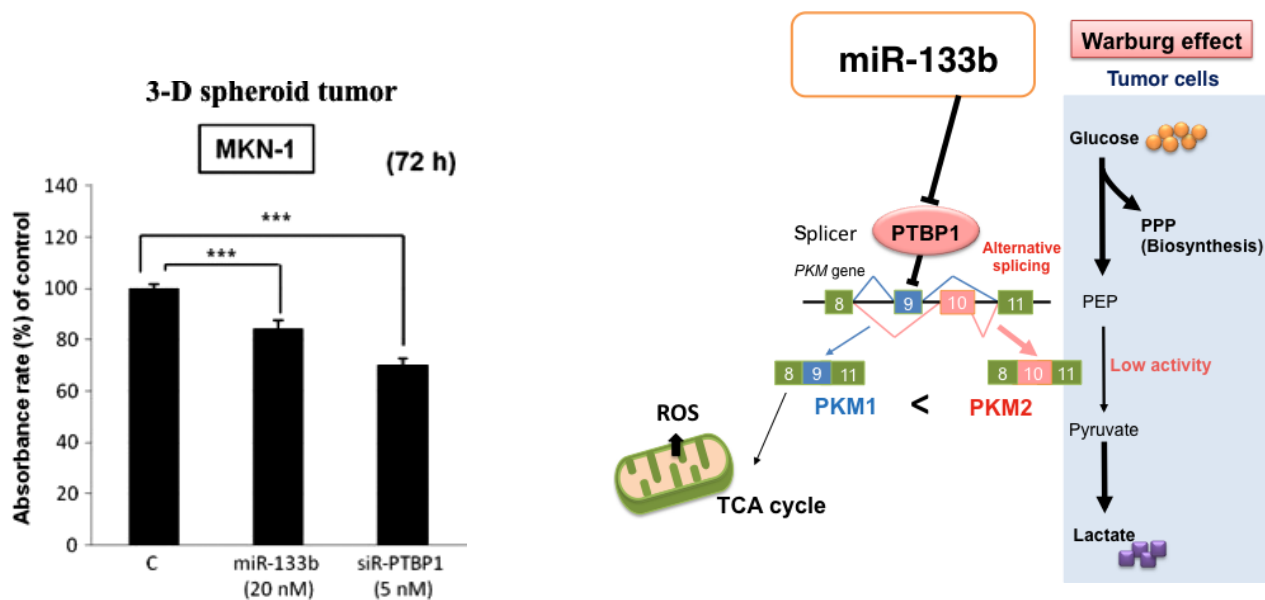 3-D spheroid tumor
MKN-1
(72 h)
Absorbance rate (%) of control
140
120
100
80
60
40
20
0
***
***
C
miR-133b
(20 nM)
siR-PTBP1
(5 nM)
miR-133b
Splicer
PTBP1
PKM gene
Alternative
splicing
8
9
10
11
8 9 11
8 10 11
PKM1 < PKM2
ROS
TCA cycle
Warburg effect
Tumor cells
Glucose
PPP
(Biosynthesis)
PEP
Low activity
Pyruvate
Lactate